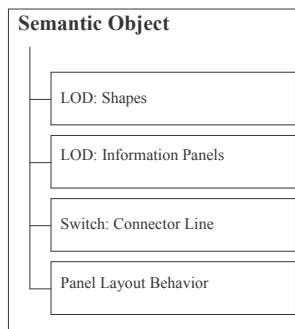 Semantic Object
LOD: Shapes
LOD: Information Panels
Switch: Connector Line
Panel Layout Behavior